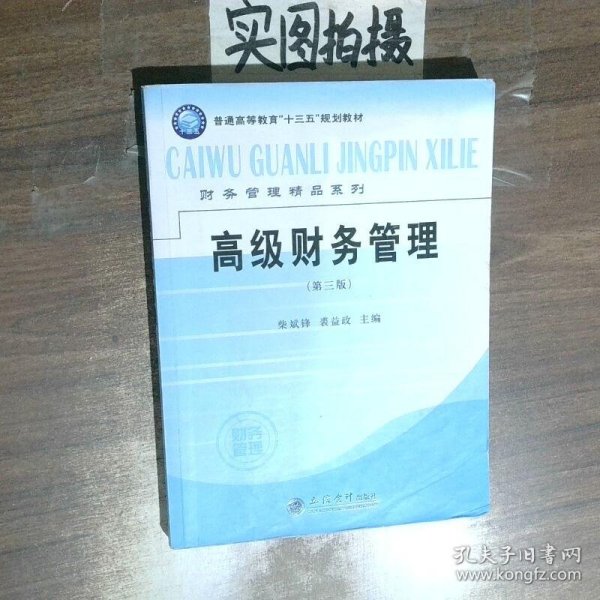 实图拍摄
普通高等教育"十三五"规划教材
CAIWU GUANLI JINGPIN XILIE
财务管理精品系列
高级财务管理
(第三版)
柴斌锋 裘益政 主编
财务
管理
立信会计出版社
孔夫子旧书网
www.kongfz.com